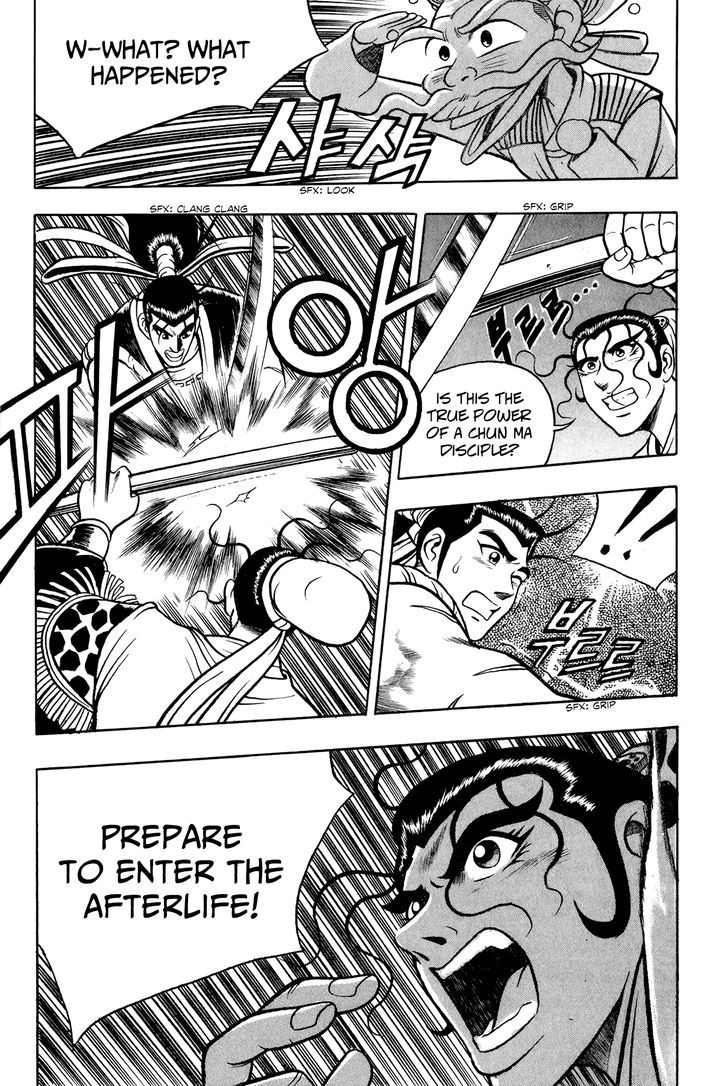 W-WHAT? WHAT
HAPPENED?
샤삭
SFX: LOOK
SFX: CLANG CLANG
파
앙
SFX: GRIP
부르르...
IS THIS THE
TRUE POWER
OF A CHUN MA
DISCIPLE?
..!
부르르
SFX: GRIP
PREPARE
TO ENTER THE
AFTERLIFE!